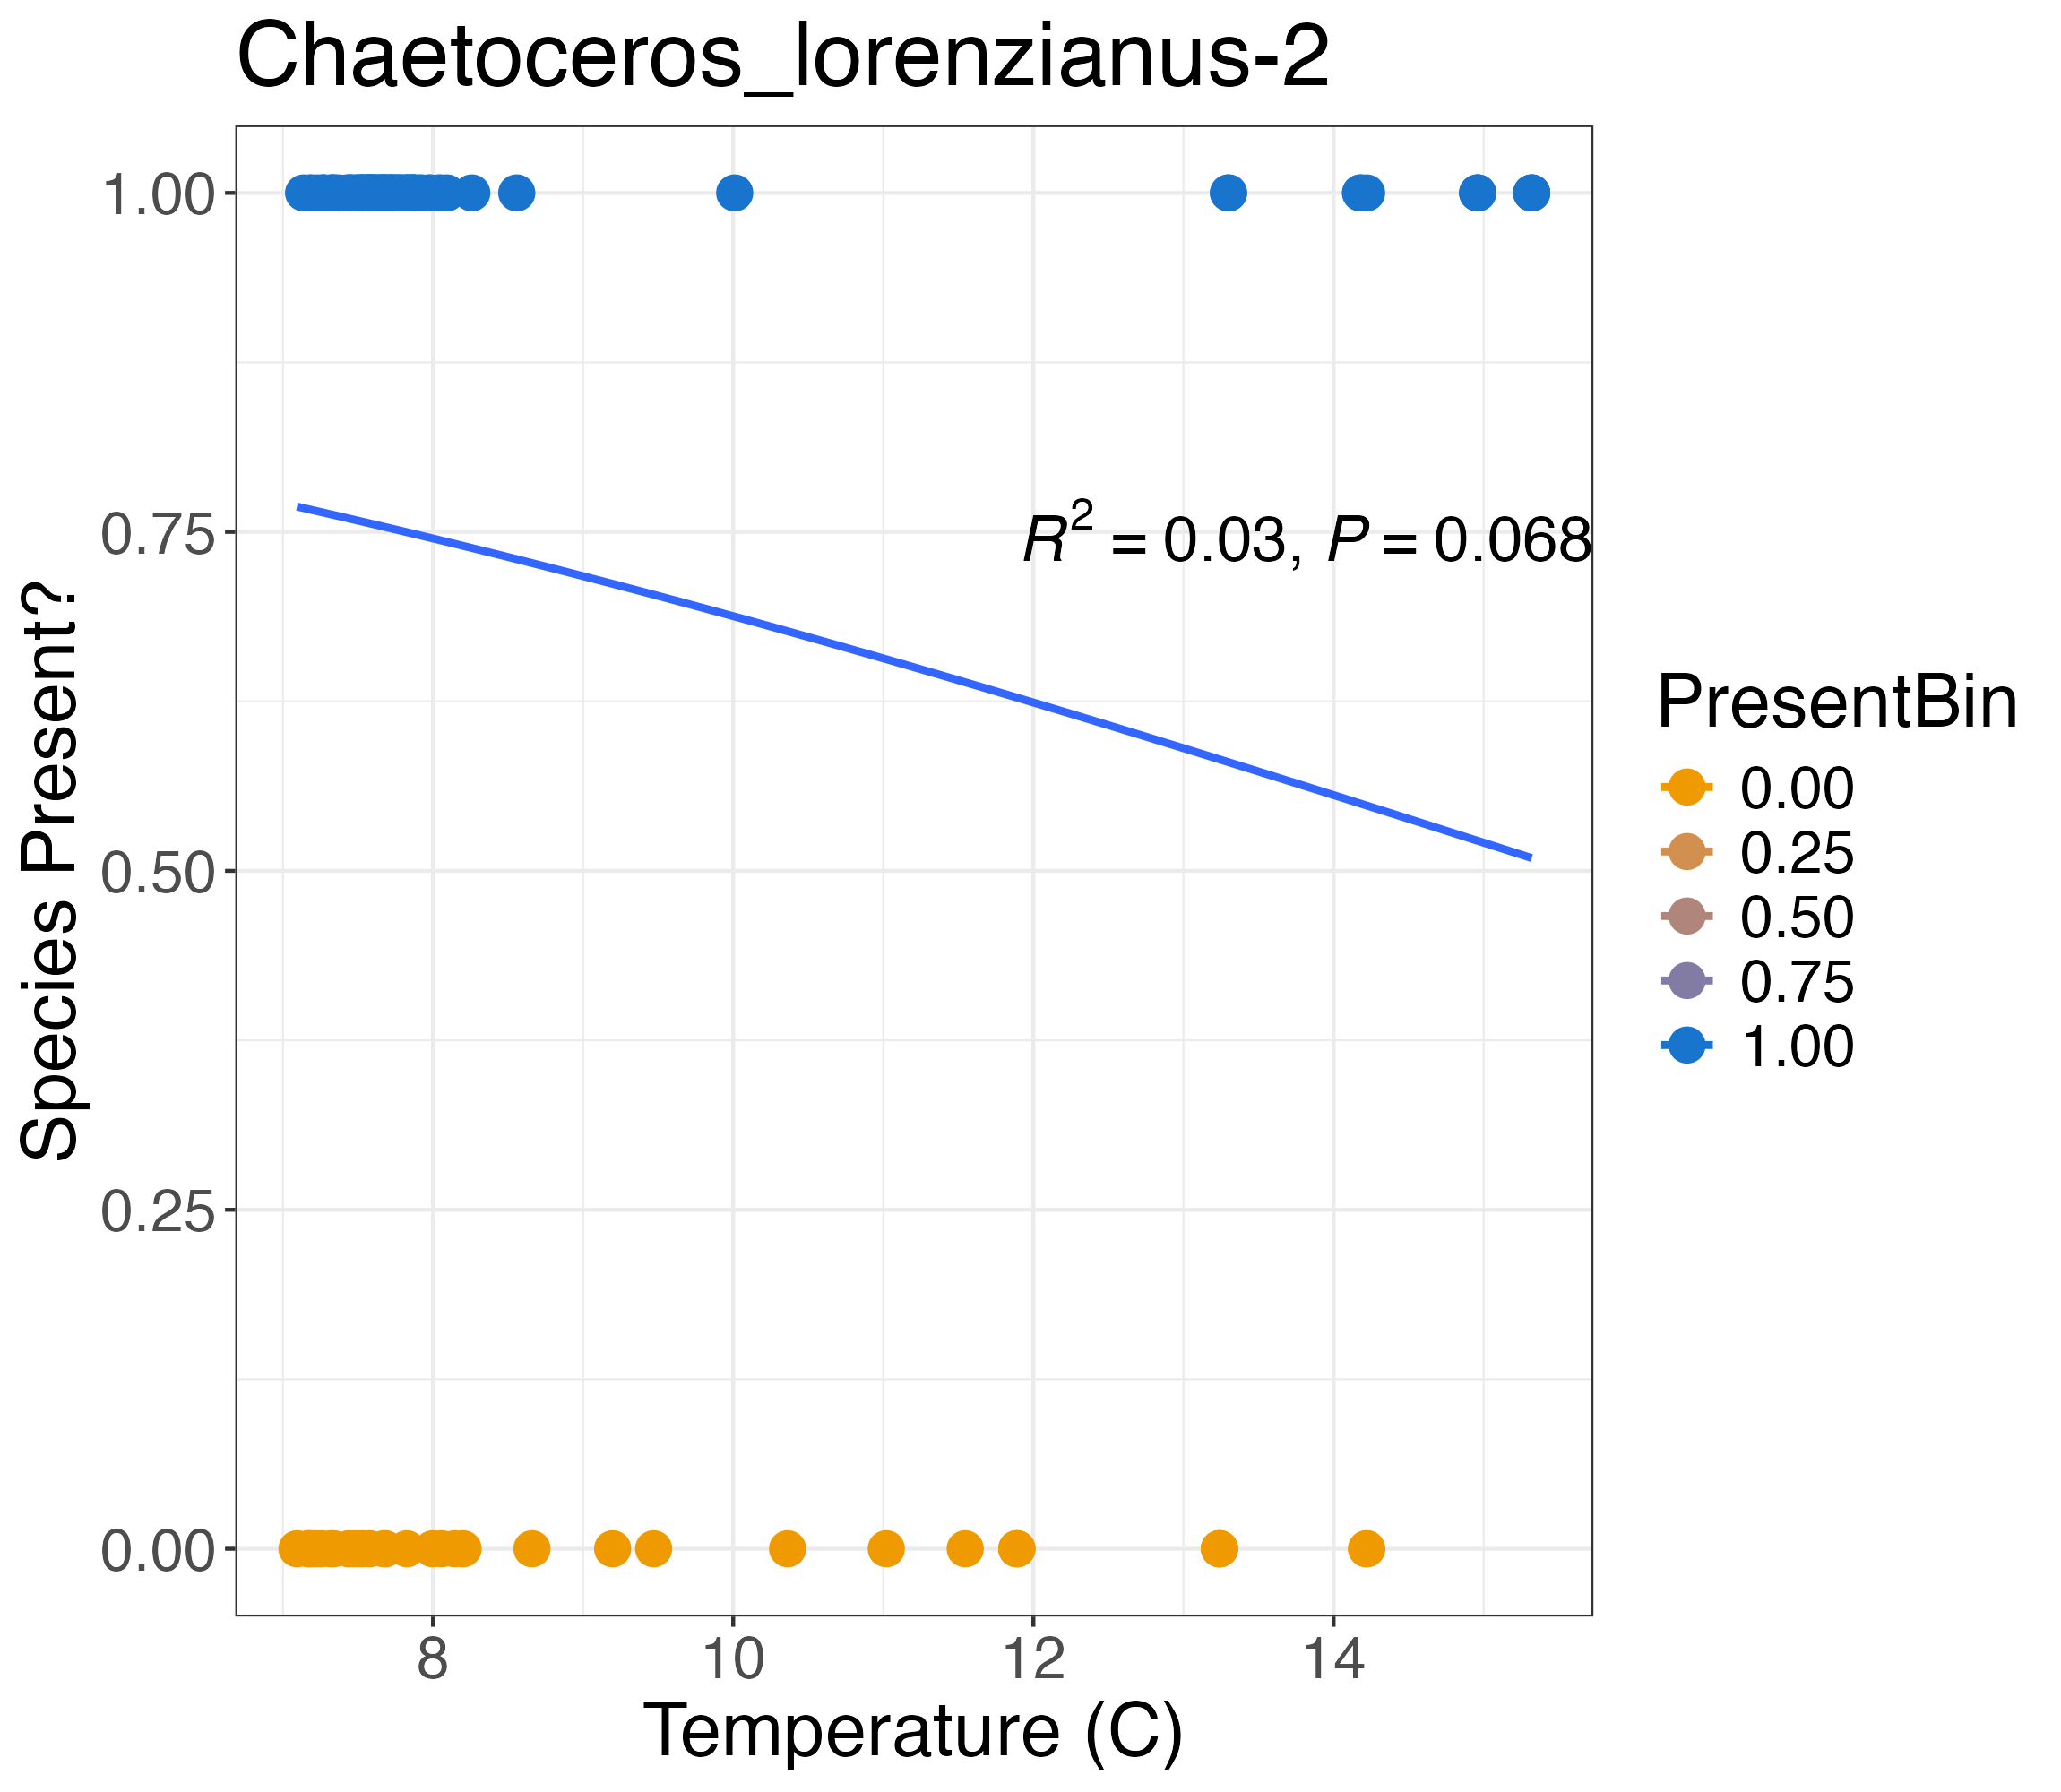 Chaetoceros_lorenzianus-2
1.00
0.75
0.50
0.25
0.00
Species Present?
R² = 0.03, P = 0.068
8 10 12 14
Temperature (C)
PresentBin
0.00
0.25
0.50
0.75
1.00